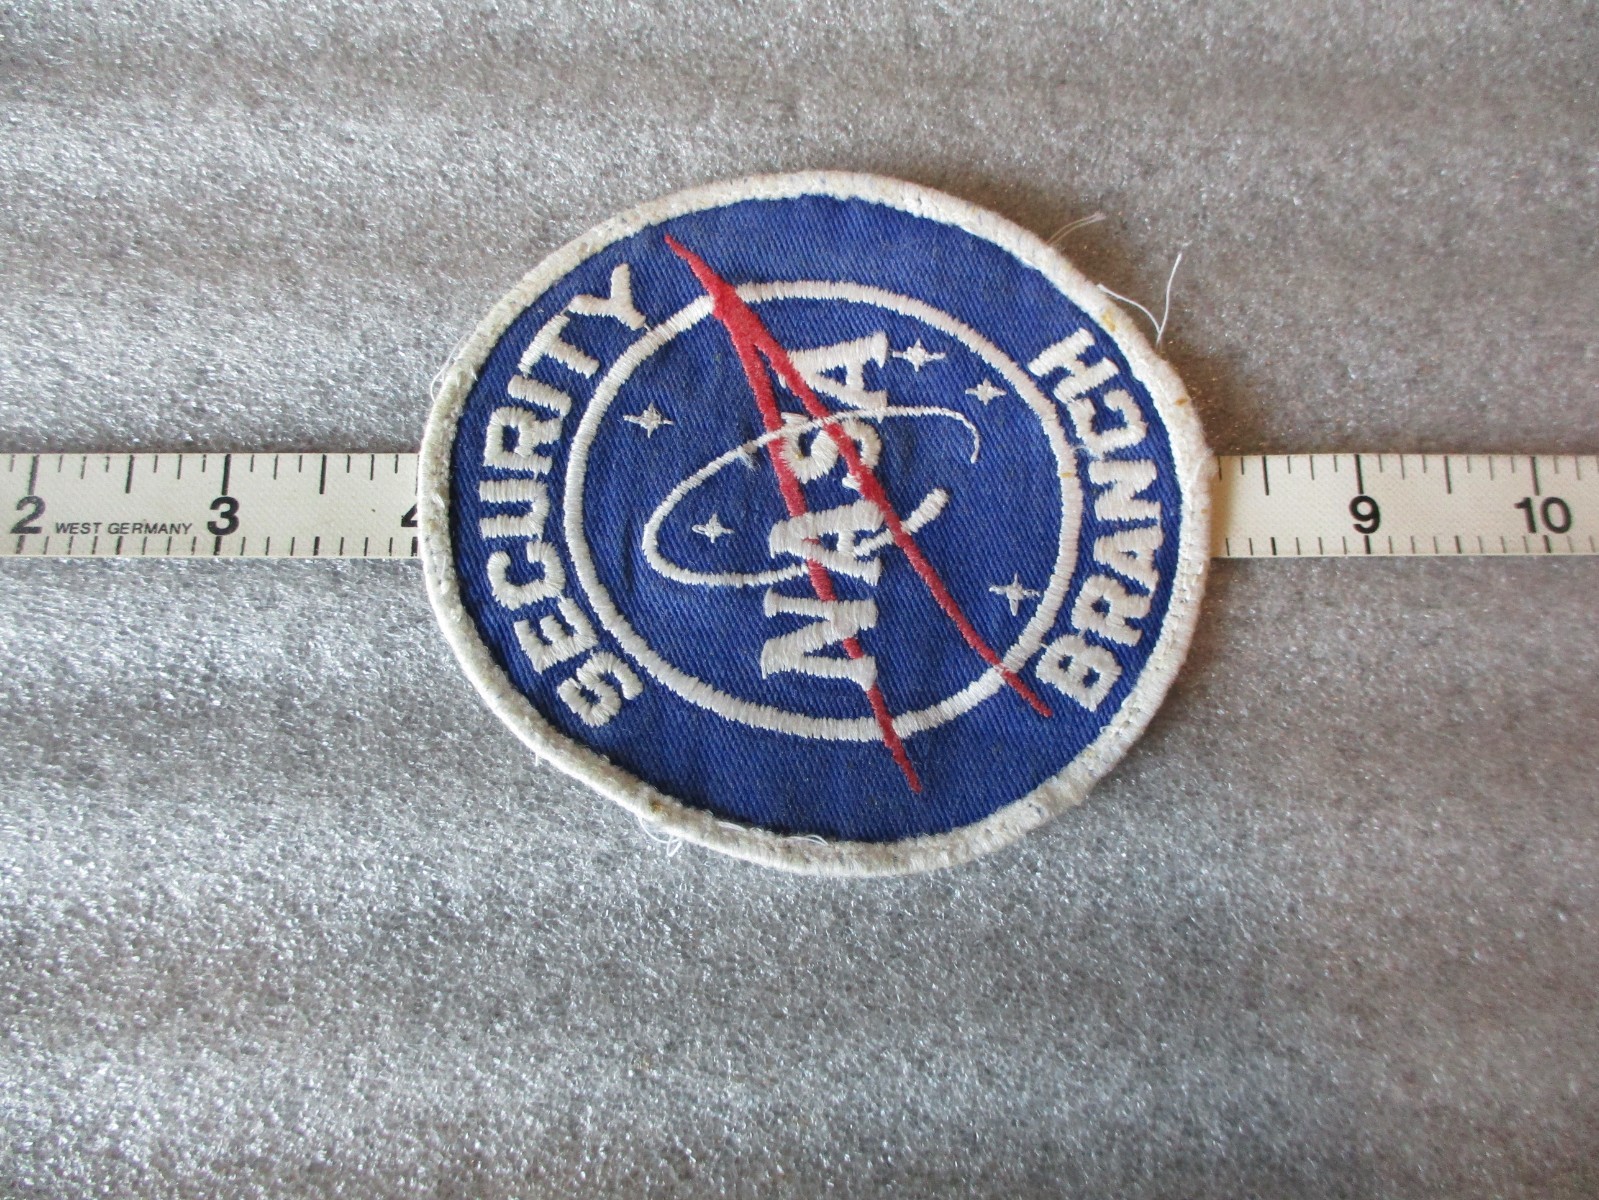 SECURITY
NASA
BRANCH
2 WEST GERMANY 3 4 9 10